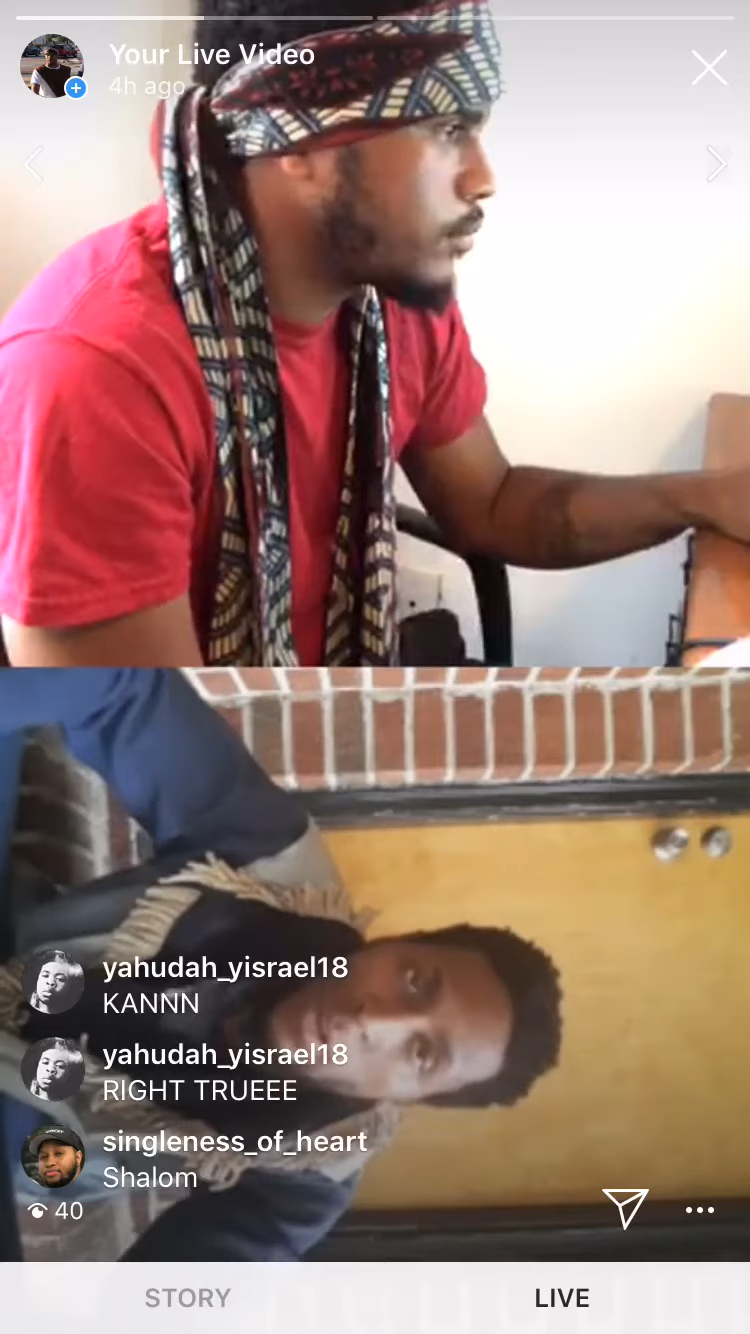 Your Live Video
4h ago
yahudah_yisrael18
KANNN
yahudah_yisrael18
RIGHT TRUEEE
singleness_of_heart
Shalom
40
STORY
LIVE